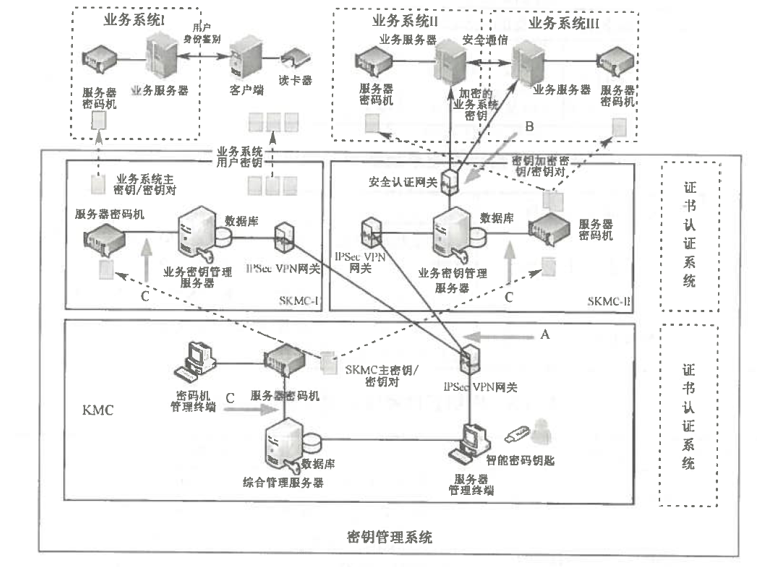 业务系统I
用户
身份鉴别
服务器
密码机
业务服务器
客户端
读卡器
业务系统II
业务系统III
业务服务器
安全通信
服务器
密码机
加密的
业务系统
密钥
业务服务器
服务器
密码机
B
业务系统
用户密钥
业务系统主
密钥/密钥对
密钥加密密
钥/密钥对
安全认证网关
服务器密码机
数据库
业务密钥管理
服务器
IPSec VPN网关
C
SKMC-I
IPSec VPN
网关
数据库
业务密钥管理
服务器
服务器
密码机
C
SKMC-II
证书认证系统
A
KMC
密码机
管理终端
服务器密码机
C
SKMC主密钥/
密钥对
IPSec VPN网关
数据库
综合管理服务器
服务器
管理终端
智能密码钥匙
证书认证系统
密钥管理系统